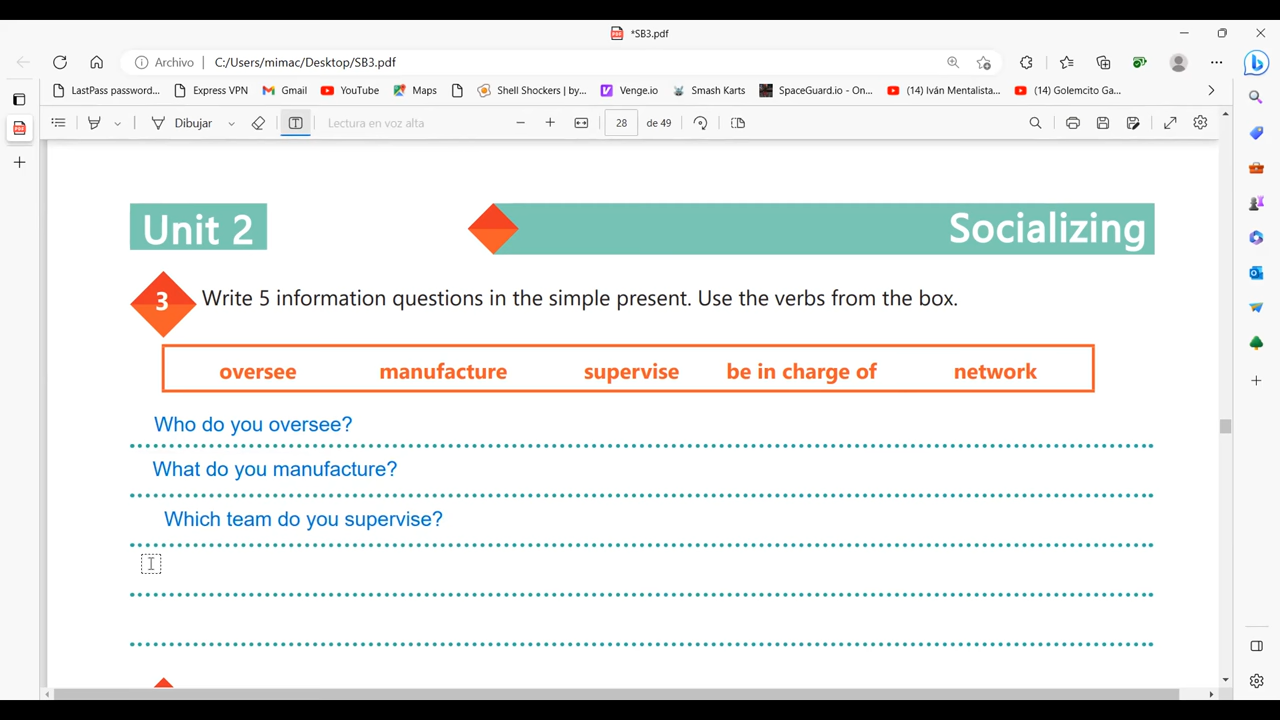 *SB3.pdf
Archivo C:/Users/mimac/Desktop/SB3.pdf
LastPass password... Express VPN Gmail YouTube Maps Shell Shockers | by... Venge.io Smash Karts SpaceGuard.io - On... (14) Iván Mentalista... (14) Golemcito Ga...
Dibujar Lectura en voz alta 28 de 49
Unit 2 Socializing
3 Write 5 information questions in the simple present. Use the verbs from the box.
oversee manufacture supervise be in charge of network
Who do you oversee?
What do you manufacture?
Which team do you supervise?